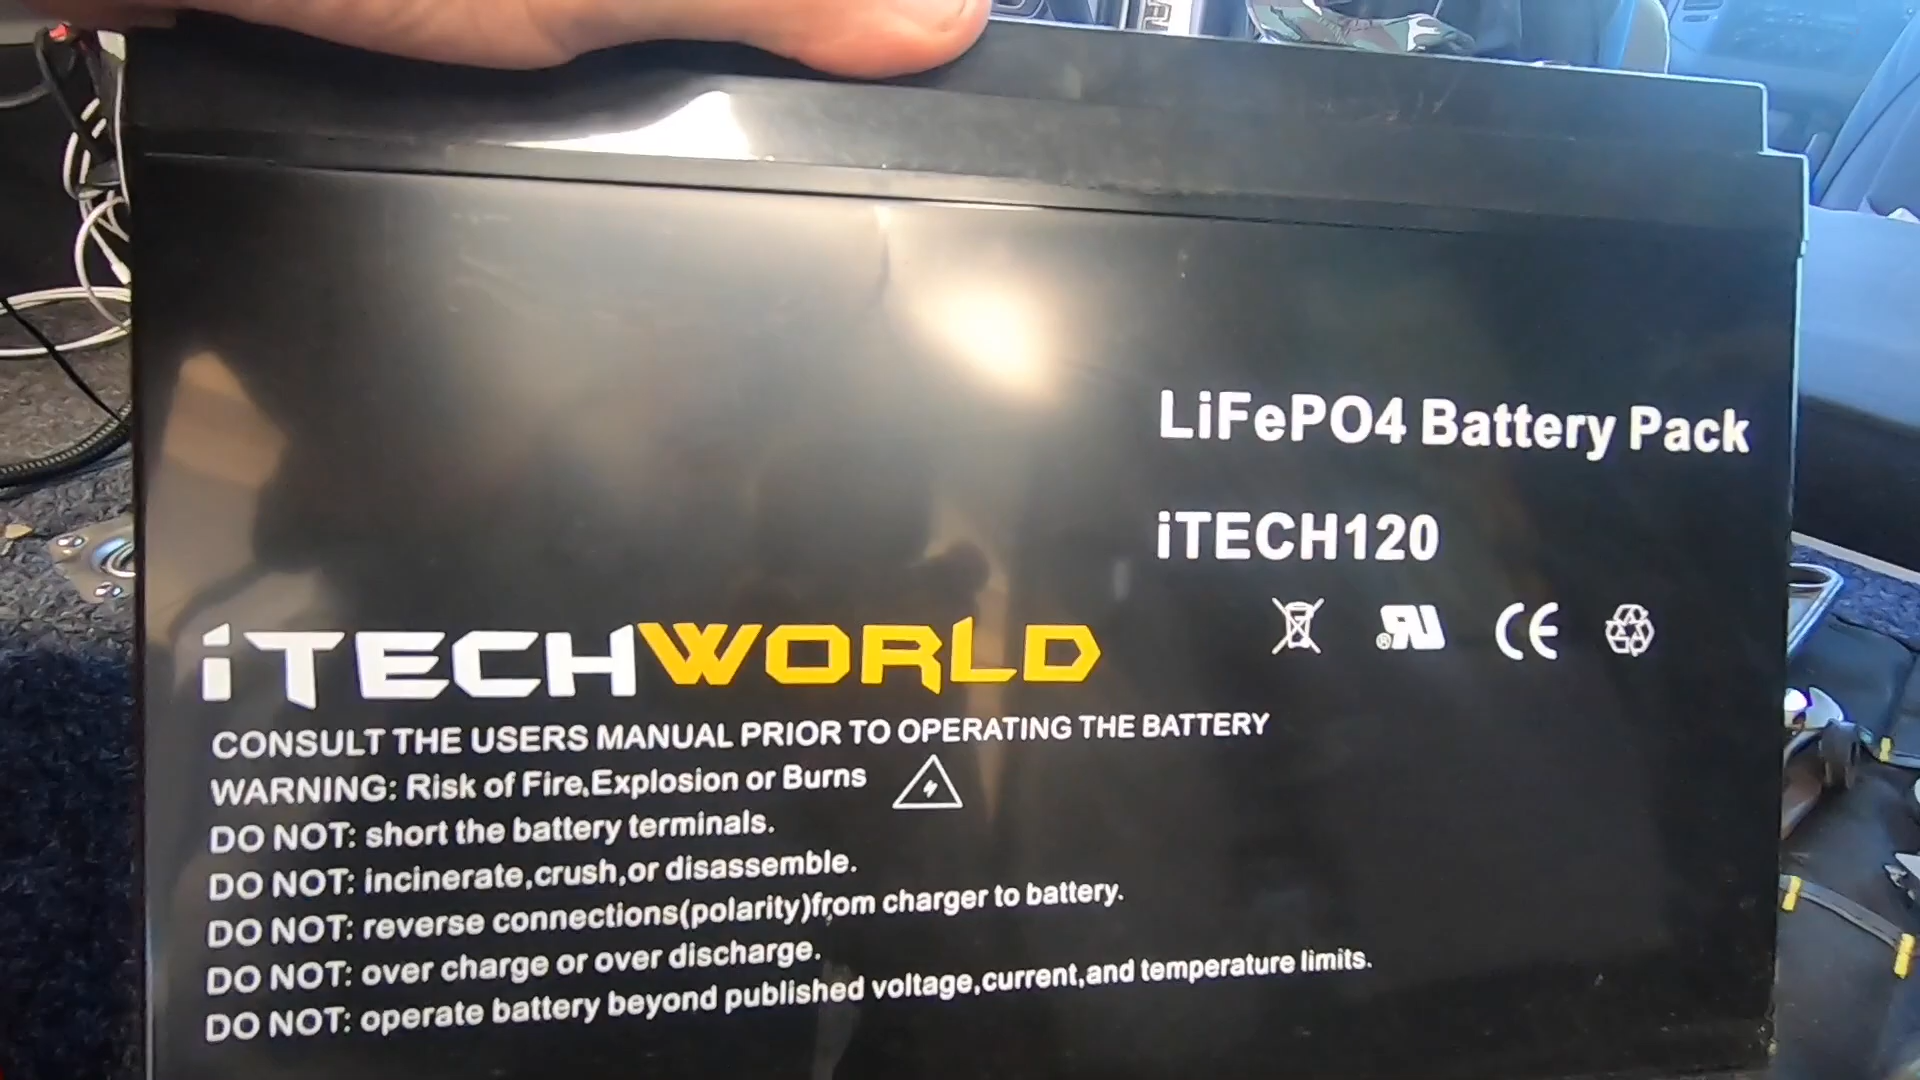 LiFePO4 Battery Pack
iTECH120
CE
iTECHWORLD
CONSULT THE USERS MANUAL PRIOR TO OPERATING THE BATTERY
WARNING: Risk of Fire,Explosion or Burns
DO NOT: short the battery terminals.
DO NOT: incinerate,crush,or disassemble.
DO NOT: reverse connections(polarity)from charger to battery.
DO NOT: over charge or over discharge.
DO NOT: operate battery beyond published voltage,current,and temperature limits.